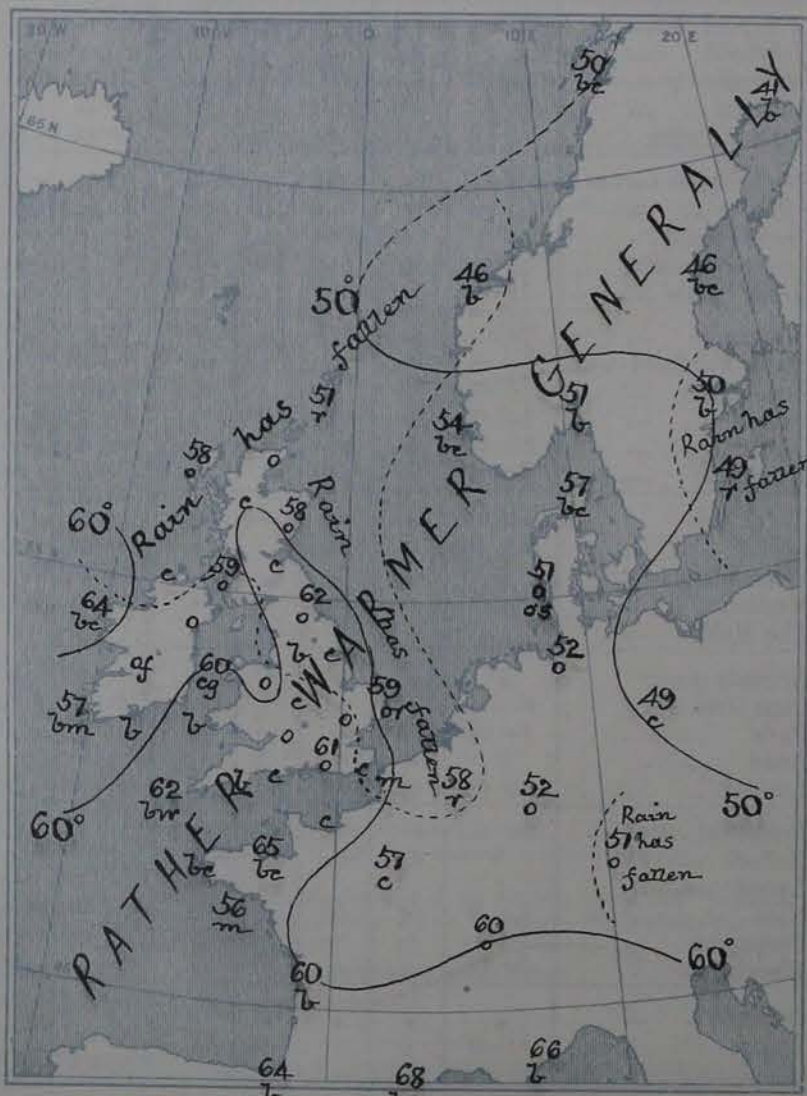 20 W
10 W
0
10 E
20 E
65 N
50
bc
41
b
50°
46
b
46
bc
RATHER WARMER GENERALLY
Rain has fallen
51
r
54
bc
51
b
50
b
Rain has
49
r fallen
58
60°
c
58
Rain
has
fallen
57
bc
c
59
c
64
bc
62
51
os
of
60
cg
b
c
52
57
bm
b
b
c
59
br
49
c
61
62
bm
b
c
c
m
58
r
52
60°
50°
c
Rain
51 has
fallen
bc
65
bc
57
c
56
m
60
60
b
60°
64
b
68
66
b